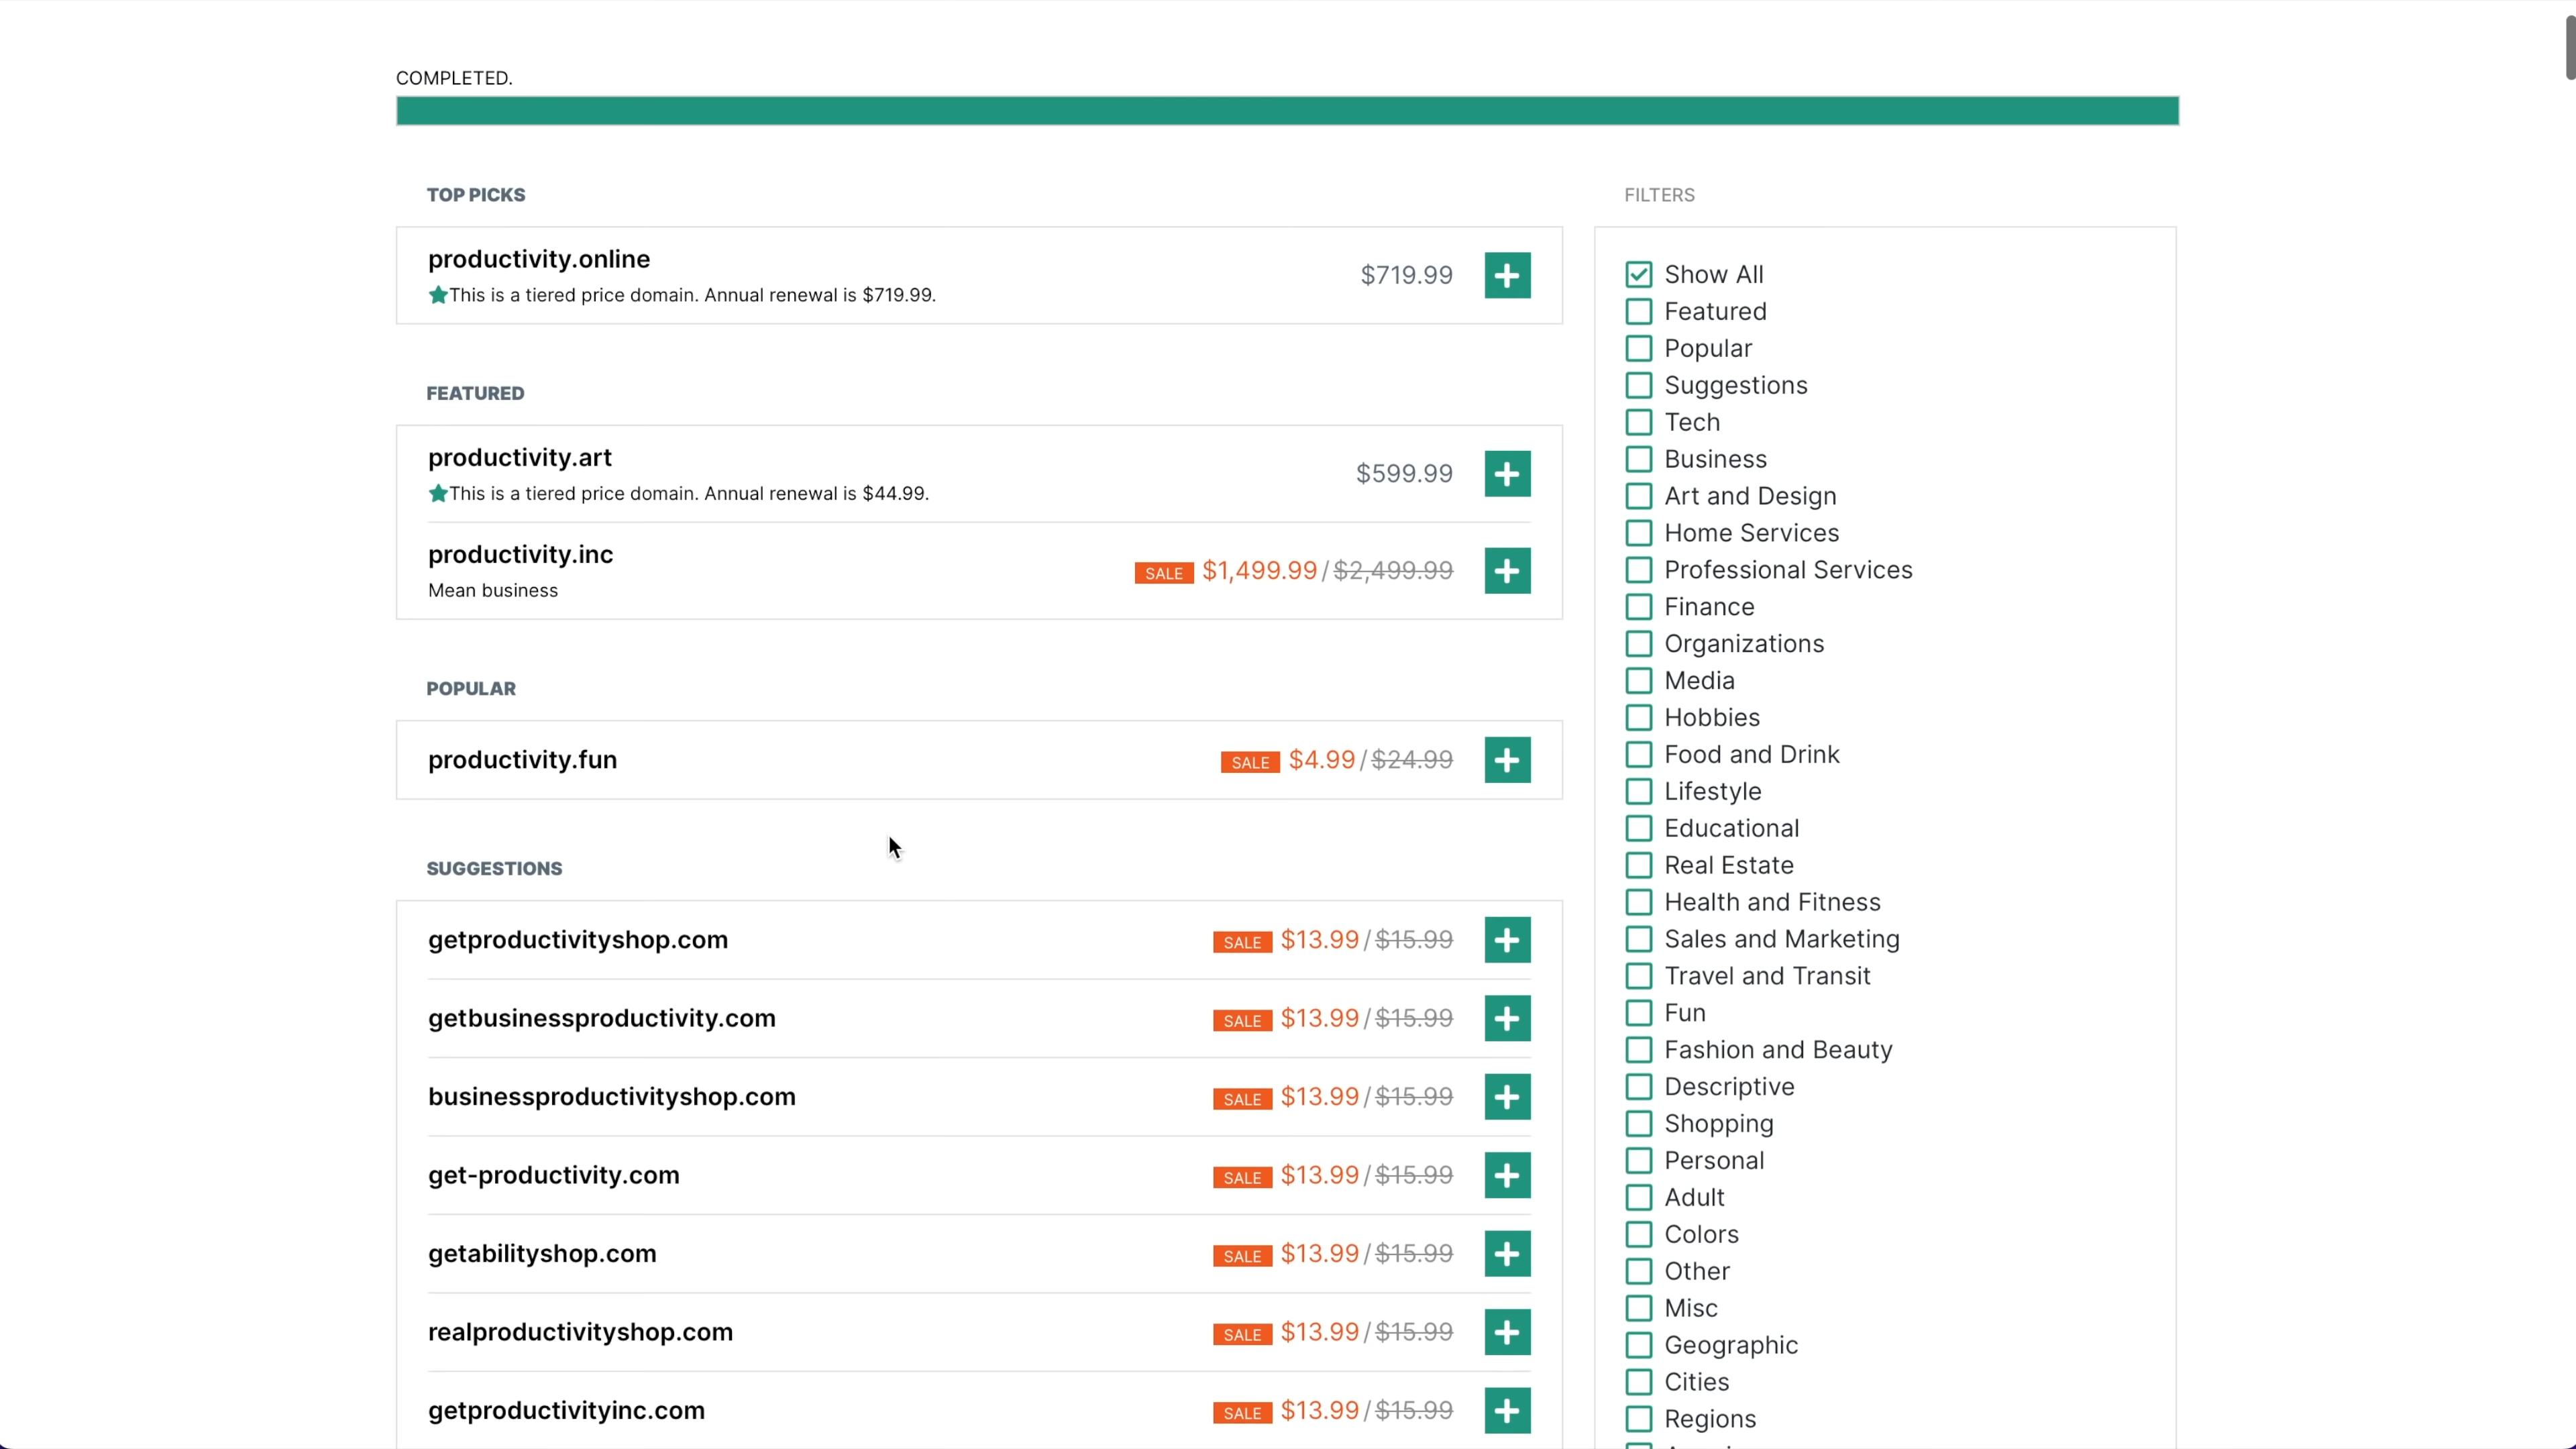 COMPLETED.
TOP PICKS
productivity.online
This is a tiered price domain. Annual renewal is $719.99.
$719.99
FEATURED
productivity.art
This is a tiered price domain. Annual renewal is $44.99.
$599.99
productivity.inc
Mean business
SALE $1,499.99/$2,499.99
POPULAR
productivity.fun
SALE $4.99/$24.99
SUGGESTIONS
getproductivityshop.com
SALE $13.99/$15.99
getbusinessproductivity.com
SALE $13.99/$15.99
businessproductivityshop.com
SALE $13.99/$15.99
get-productivity.com
SALE $13.99/$15.99
getabilityshop.com
SALE $13.99/$15.99
realproductivityshop.com
SALE $13.99/$15.99
getproductivityinc.com
SALE $13.99/$15.99
FILTERS
Show All
Featured
Popular
Suggestions
Tech
Business
Art and Design
Home Services
Professional Services
Finance
Organizations
Media
Hobbies
Food and Drink
Lifestyle
Educational
Real Estate
Health and Fitness
Sales and Marketing
Travel and Transit
Fun
Fashion and Beauty
Descriptive
Shopping
Personal
Adult
Colors
Other
Misc
Geographic
Cities
Regions